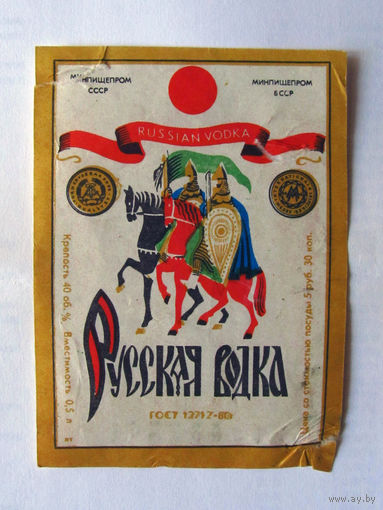 МИНПИЩЕПРОМ
СССР
МИНПИЩЕПРОМ
БССР
RUSSIAN VODKA
Крепость 40 об. % Вместимость 0,5 л
Цена со стоимостью посуды 5 руб. 30 коп.
РУССКАЯ ВОДКА
ГОСТ 12712-80
www.ay.by